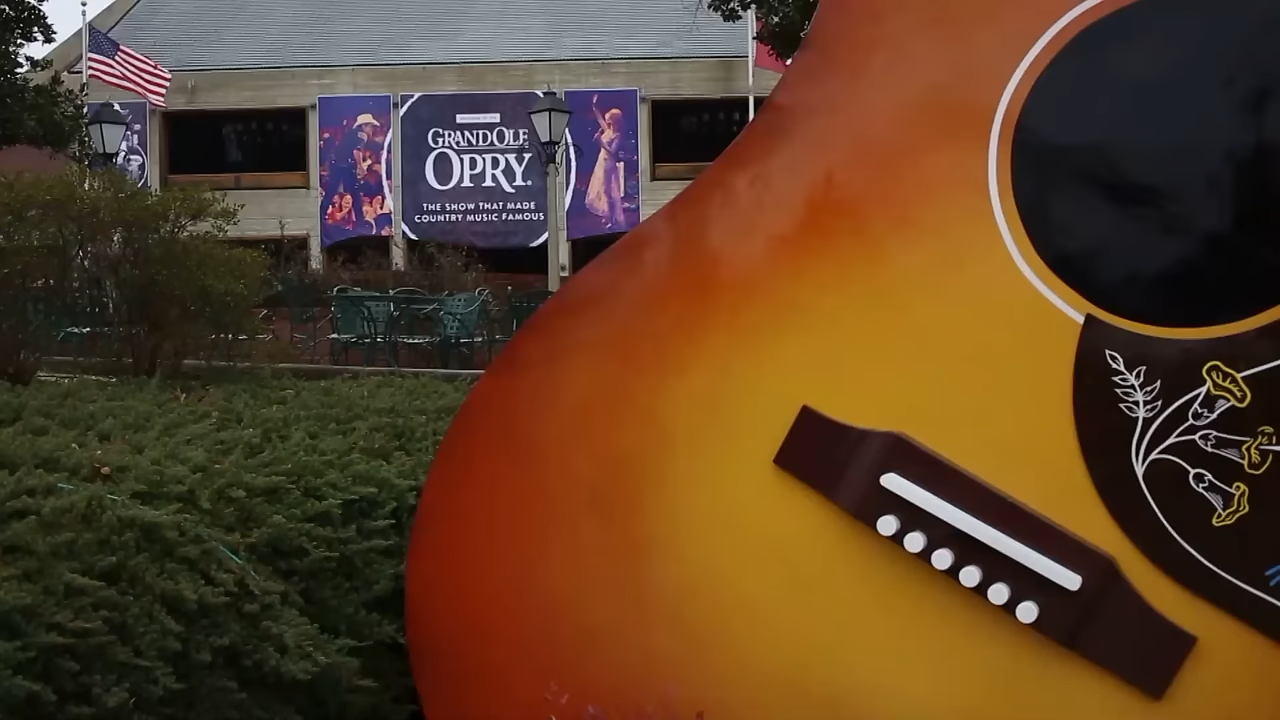 GRAND OLE
OPRY.
THE SHOW THAT MADE
COUNTRY MUSIC FAMOUS